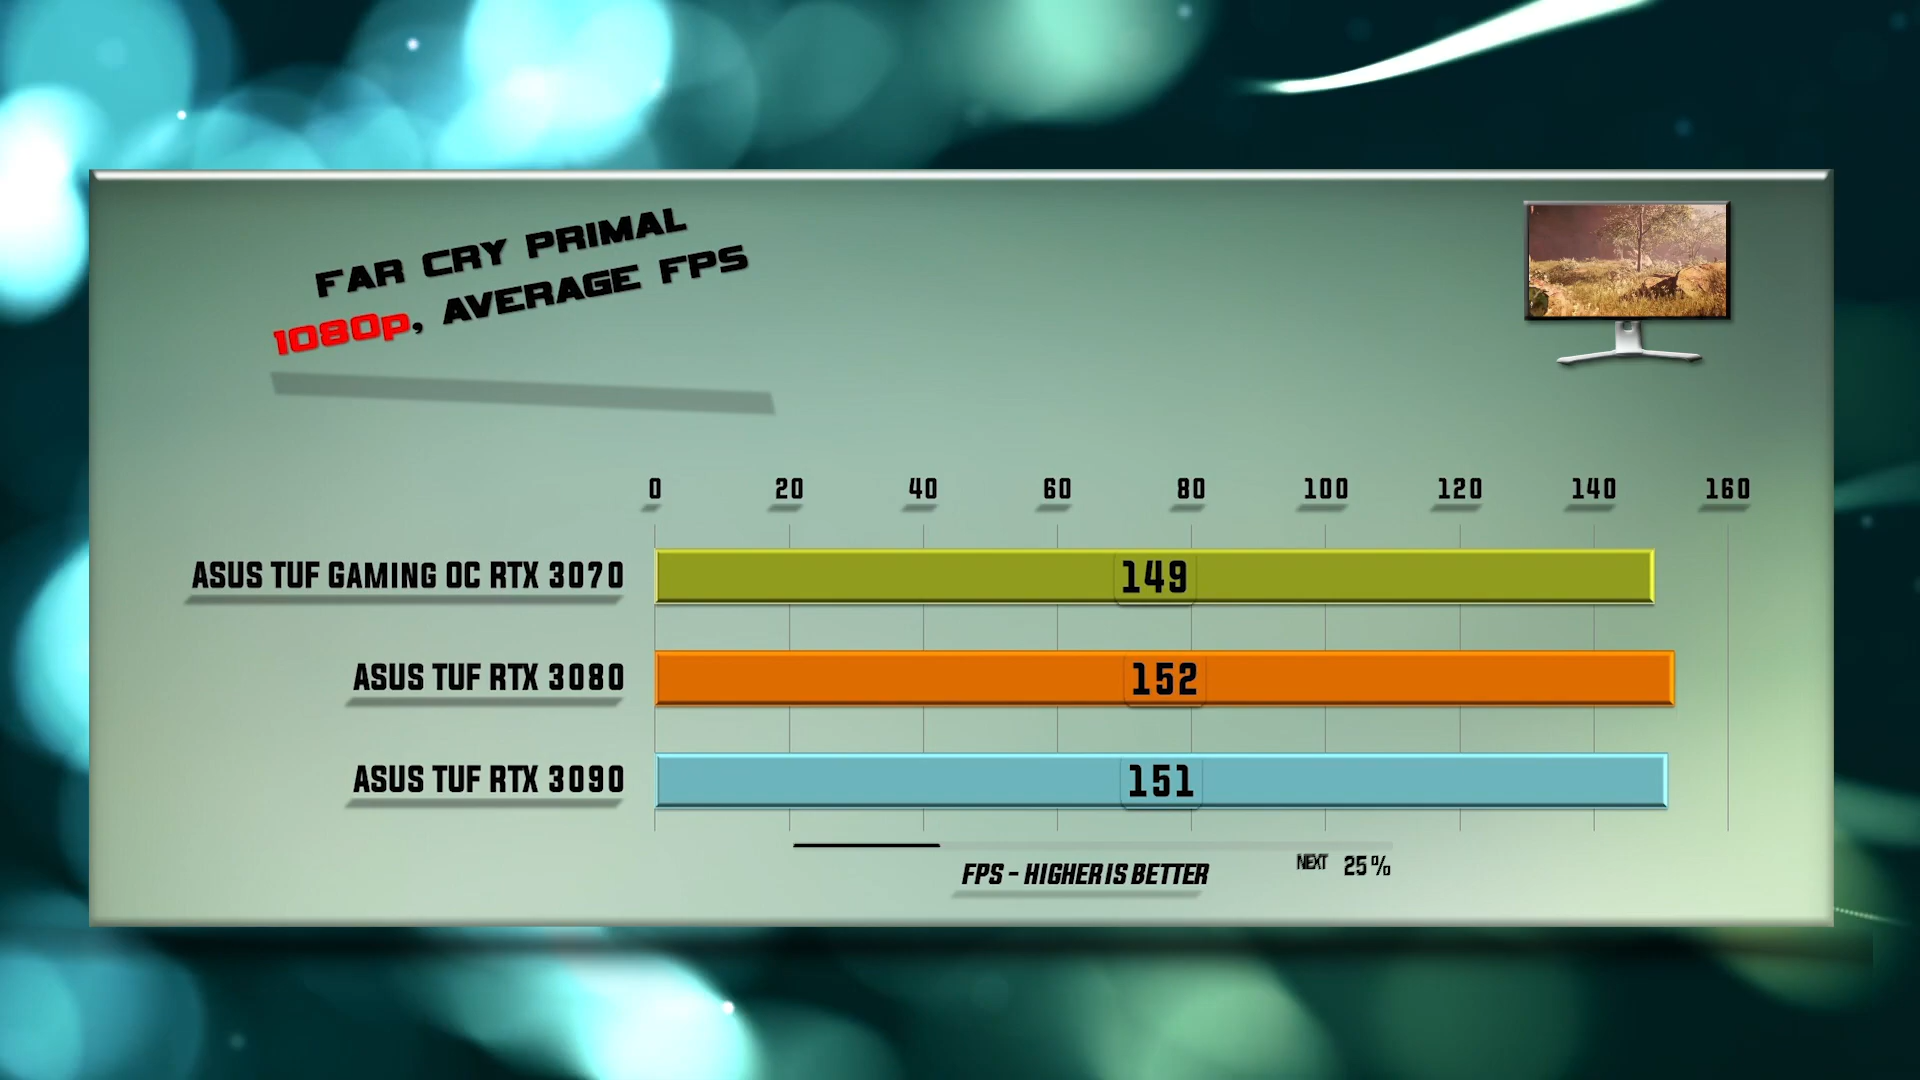 FAR CRY PRIMAL
1080p, AVERAGE FPS
0 20 40 60 80 100 120 140 160
ASUS TUF GAMING OC RTX 3070 149
ASUS TUF RTX 3080 152
ASUS TUF RTX 3090 151
FPS - HIGHER IS BETTER
NEXT 25%